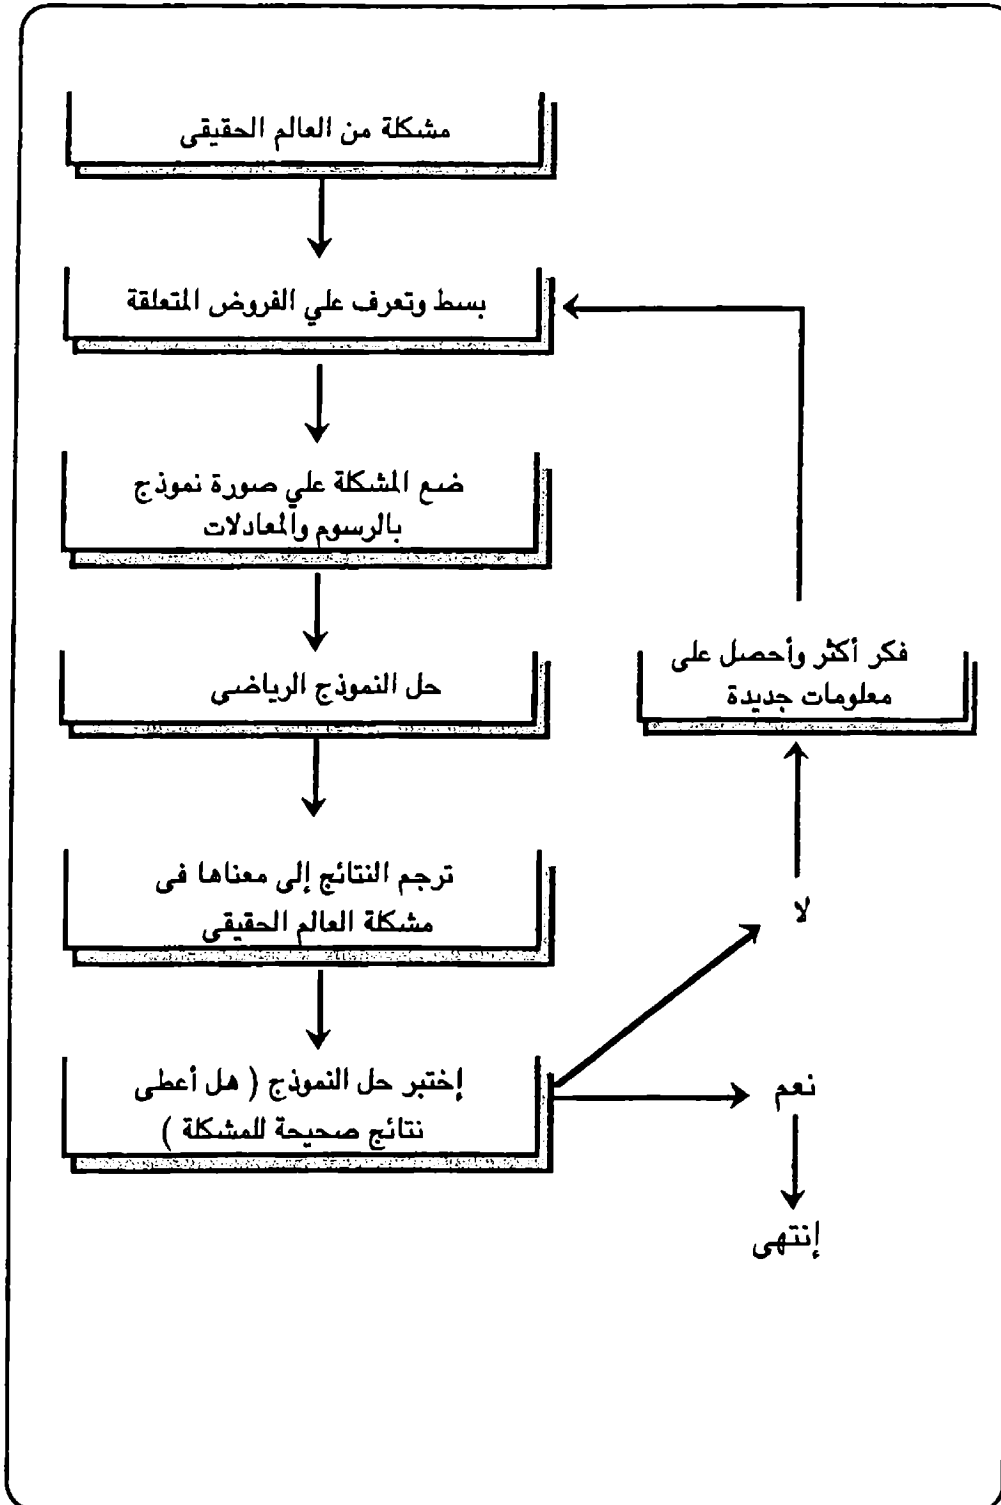 مشكلة من العالم الحقيقى
بسط وتعرف علي الفروض المتعلقة
ضع المشكلة علي صورة نموذج
بالرسوم والمعادلات
حل النموذج الرياضى
فكر أكثر وأحصل على
معلومات جديدة
ترجم النتائج إلى معناها فى
مشكلة العالم الحقيقى
لا
إختبر حل النموذج ( هل أعطى
نتائج صحيحة للمشكلة )
نعم
إنتهى